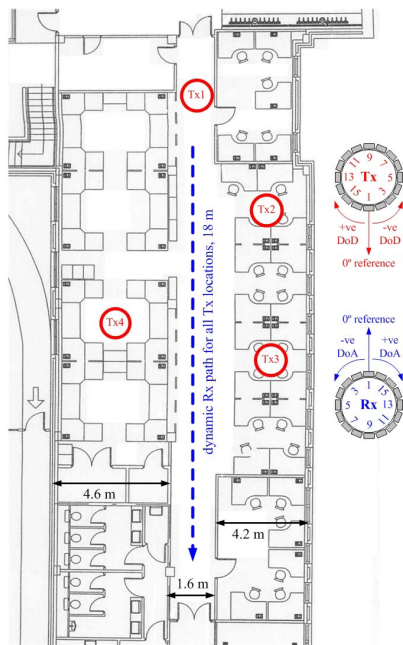 Tx1
Tx2
Tx3
Tx4
dynamic Rx path for all Tx locations, 18 m
4.6 m
4.2 m
1.6 m
9
11
7
13
Tx
5
15
3
1
+ve
DoD
-ve
DoD
0º reference
0º reference
-ve
DoA
+ve
DoA
1
3
15
5
Rx
13
7
11
9